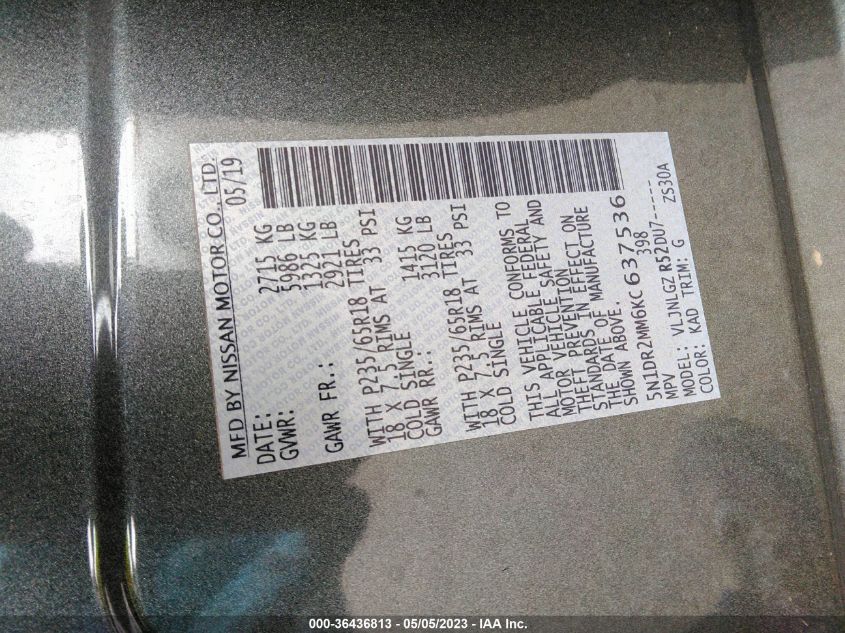 MFD BY NISSAN MOTOR CO., LTD.
DATE: 05/19
GVWR: 2715 KG
5986 LB
GAWR FR.: 1325 KG
2921 LB
WITH P235/65R18 TIRES
18 X 7.5 RIMS AT 33 PSI
COLD SINGLE
GAWR RR.: 1415 KG
3120 LB
WITH P235/65R18 TIRES
18 X 7.5 RIMS AT 33 PSI
COLD SINGLE
THIS VEHICLE CONFORMS TO
ALL APPLICABLE FEDERAL
MOTOR VEHICLE SAFETY AND
THEFT PREVENTION
STANDARDS IN EFFECT ON
THE DATE OF MANUFACTURE
SHOWN ABOVE.
5N1DR2MM6KC637536
MPV 398
MODEL: VLJNLGZ R52DU7-----
COLOR: KAD TRIM: G ZS30A
000-36436813 - 05/05/2023 - IAA Inc.